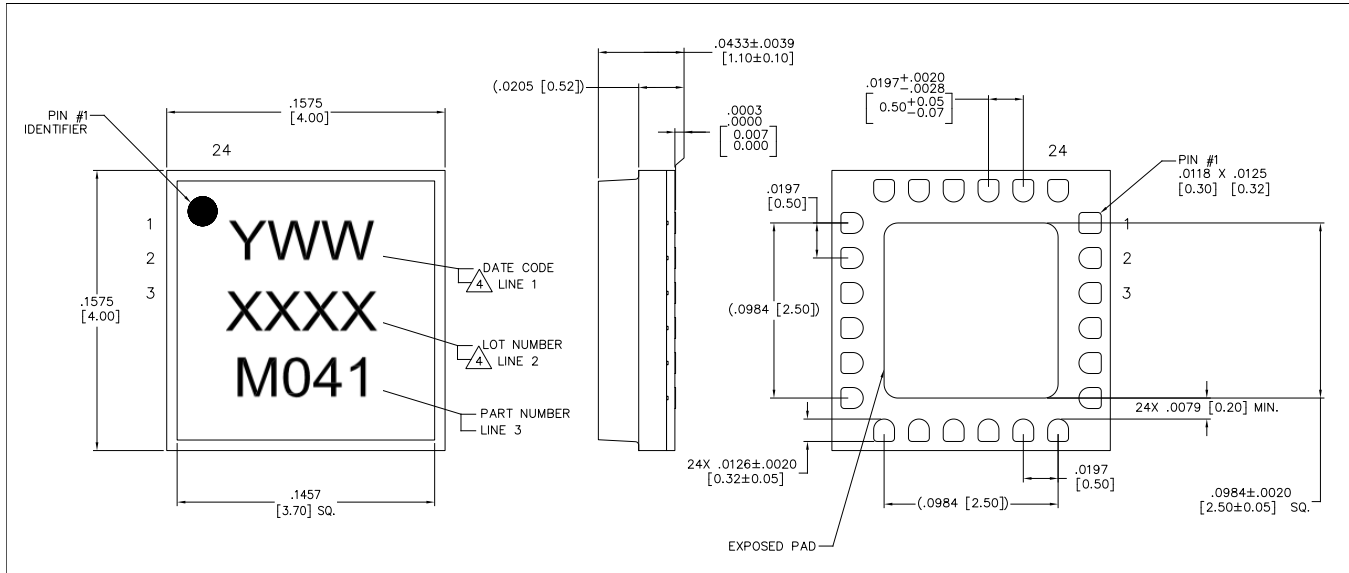 PIN #1
IDENTIFIER
.1575
[4.00]
24
1
2
3
.1575
[4.00]
YWW
XXXX
M041
DATE CODE
4 LINE 1
LOT NUMBER
4 LINE 2
PART NUMBER
LINE 3
.1457
[3.70] SQ.
.0433±.0039
[1.10±0.10]
(.0205 [0.52])
.0003
.0000
[0.007
0.000]
.0197+.0020
-.0028
[0.50+0.05
-0.07]
24
PIN #1
.0118 X .0125
[0.30] [0.32]
.0197
[0.50]
1
2
3
(.0984 [2.50])
24X .0079 [0.20] MIN.
24X .0126±.0020
[0.32±0.05]
.0197
[0.50]
(.0984 [2.50])
.0984±.0020
[2.50±0.05] SQ.
EXPOSED PAD